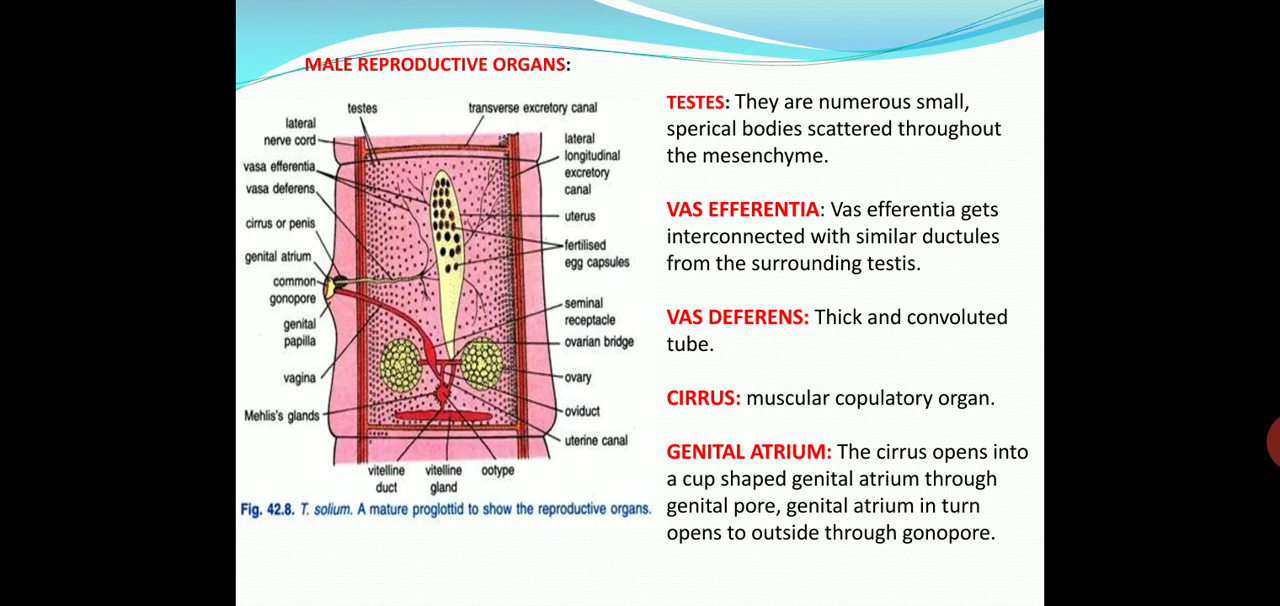 MALE REPRODUCTIVE ORGANS:
testes
transverse excretory canal
lateral
nerve cord
vasa efferentia
vasa deferens
cirrus or penis
genital atrium
common
gonopore
genital
papilla
vagina
Mehlis's glands
vitelline
duct
vitelline
gland
ootype
lateral
longitudinal
excretory
canal
uterus
fertilised
egg capsules
seminal
receptacle
ovarian bridge
ovary
oviduct
uterine canal
Fig. 42.8. T. solium. A mature proglottid to show the reproductive organs.
TESTES: They are numerous small,
sperical bodies scattered throughout
the mesenchyme.
VAS EFFERENTIA: Vas efferentia gets
interconnected with similar ductules
from the surrounding testis.
VAS DEFERENS: Thick and convoluted
tube.
CIRRUS: muscular copulatory organ.
GENITAL ATRIUM: The cirrus opens into
a cup shaped genital atrium through
genital pore, genital atrium in turn
opens to outside through gonopore.